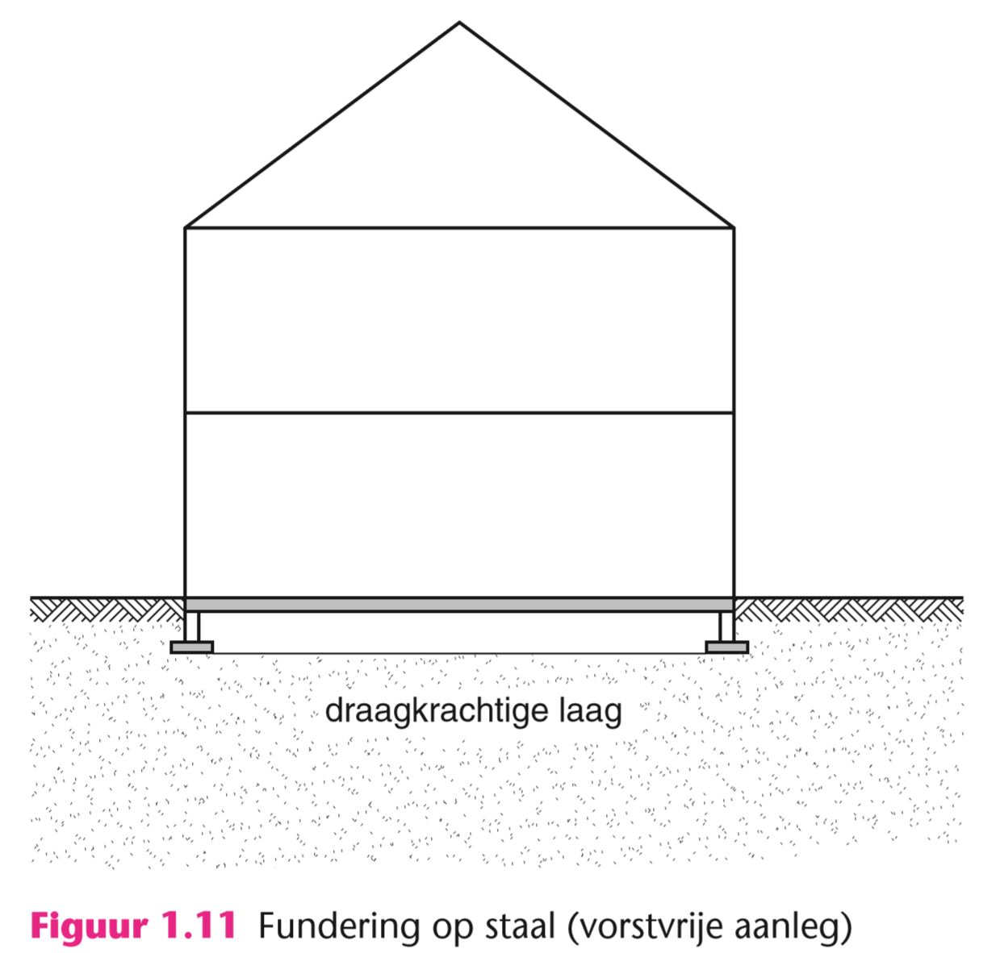 draagkrachtige laag
Figuur 1.11 Fundering op staal (vorstvrije aanleg)